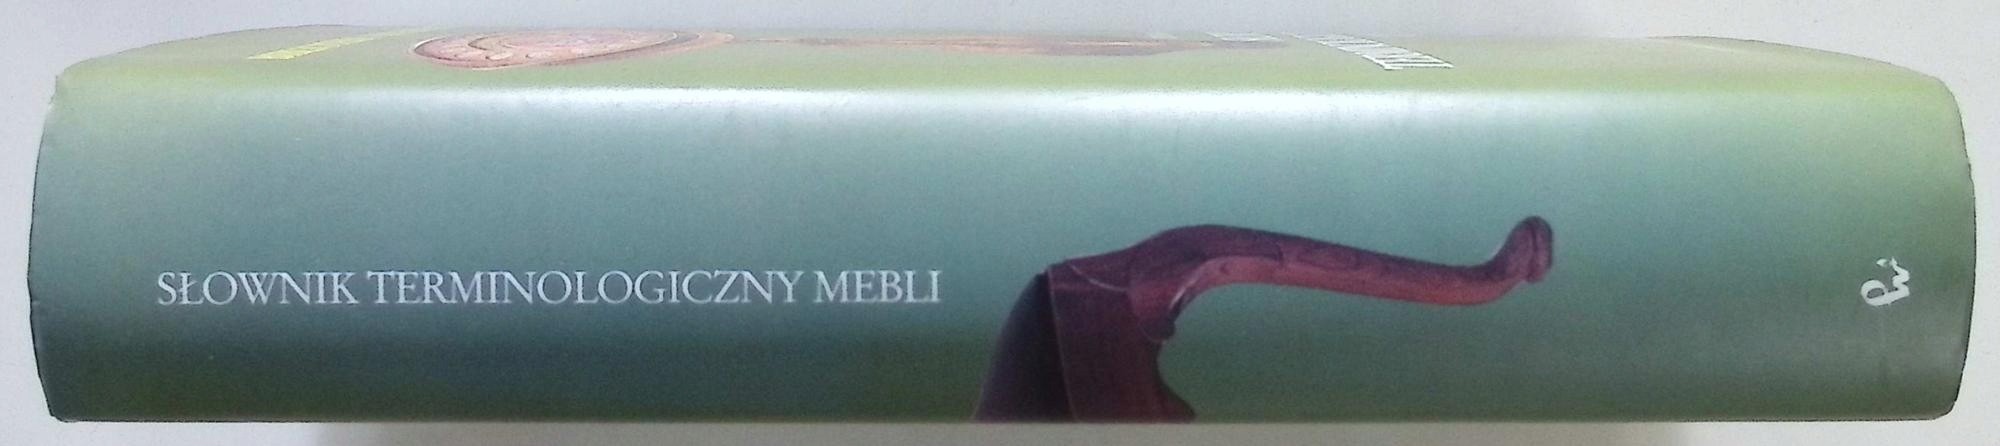 SŁOWNIK TERMINOLOGICZNY MEBLI